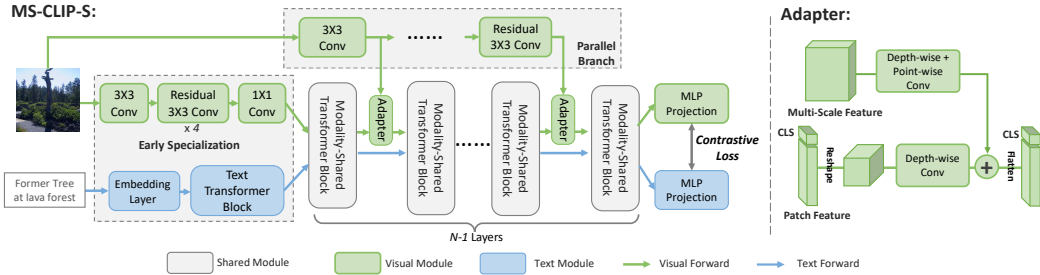 MS-CLIP-S:
3X3
Conv
......
Residual
3X3 Conv
Parallel
Branch
3X3
Conv
Residual
3X3 Conv
1X1
Conv
x 4
Early Specialization
Former Tree
at lava forest
Embedding
Layer
Text
Transformer
Block
Modality-Shared
Transformer Block
Adapter
Modality-Shared
Transformer Block
......
Modality-Shared
Transformer Block
Adapter
Modality-Shared
Transformer Block
MLP
Projection
Contrastive
Loss
MLP
Projection
N-1 Layers
Adapter:
Multi-Scale Feature
Depth-wise +
Point-wise
Conv
CLS
Reshape
Patch Feature
Depth-wise
Conv
+
CLS
Flatten
Shared Module
Visual Module
Text Module
Visual Forward
Text Forward